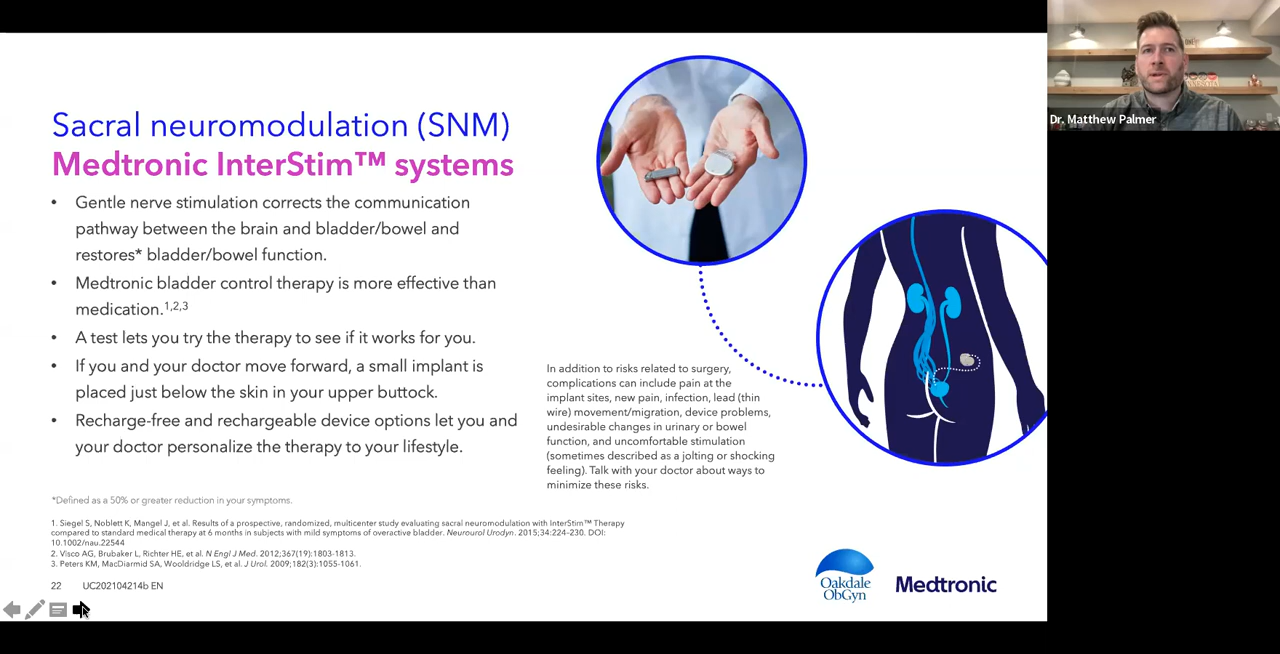 Sacral neuromodulation (SNM)
Medtronic InterStim™ systems
• Gentle nerve stimulation corrects the communication
pathway between the brain and bladder/bowel and
restores* bladder/bowel function.
• Medtronic bladder control therapy is more effective than
medication.1,2,3
• A test lets you try the therapy to see if it works for you.
• If you and your doctor move forward, a small implant is
placed just below the skin in your upper buttock.
• Recharge-free and rechargeable device options let you and
your doctor personalize the therapy to your lifestyle.
In addition to risks related to surgery,
complications can include pain at the
implant sites, new pain, infection, lead (thin
wire) movement/migration, device problems,
undesirable changes in urinary or bowel
function, and uncomfortable stimulation
(sometimes described as a jolting or shocking
feeling). Talk with your doctor about ways to
minimize these risks.
*Defined as a 50% or greater reduction in your symptoms.
1. Siegel S, Noblett K, Mangel J, et al. Results of a prospective, randomized, multicenter study evaluating sacral neuromodulation with InterStim™ Therapy
compared to standard medical therapy at 6 months in subjects with mild symptoms of overactive bladder. Neurourol Urodyn. 2015;34:224-230. DOI:
10.1002/nau.22544
2. Visco AG, Brubaker L, Richter HE, et al. N Engl J Med. 2012;367(19):1803-1813.
3. Peters KM, MacDiarmid SA, Wooldridge LS, et al. J Urol. 2009;182(3):1055-1061.
22 UC202104214b EN
Oakdale
ObGyn
Medtronic
Dr. Matthew Palmer